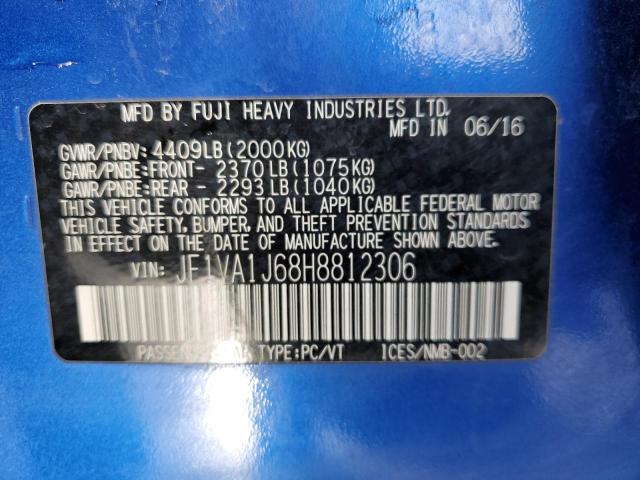 MFD BY FUJI HEAVY INDUSTRIES LTD.
MFD IN 06/16
GVWR/PNBV: 4409LB(2000KG)
GAWR/PNBE:FRONT- 2370LB(1075KG)
GAWR/PNBE:REAR - 2293LB(1040KG)
THIS VEHICLE CONFORMS TO ALL APPLICABLE FEDERAL MOTOR
VEHICLE SAFETY, BUMPER, AND THEFT PREVENTION STANDARDS
IN EFFECT ON THE DATE OF MANUFACTURE SHOWN ABOVE.
VIN: JF1VA1J68H8812306
TYPE:PC/VT ICES/NMB-002